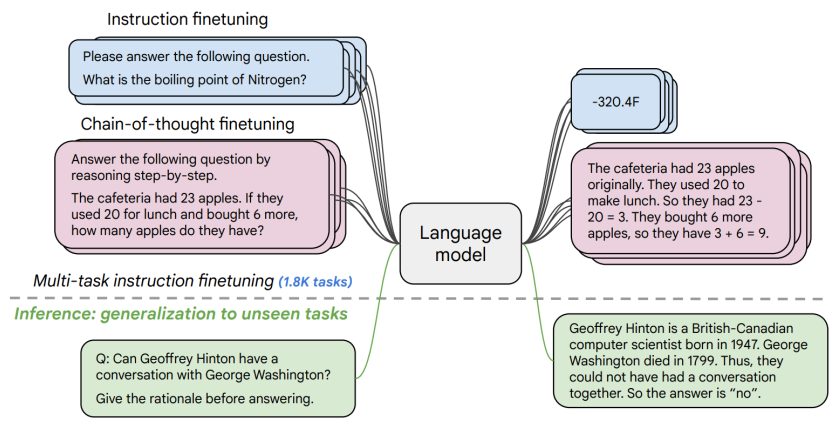 Instruction finetuning
Please answer the following question.
What is the boiling point of Nitrogen?
-320.4F
Chain-of-thought finetuning
Answer the following question by
reasoning step-by-step.
The cafeteria had 23 apples. If they
used 20 for lunch and bought 6 more,
how many apples do they have?
Language
model
The cafeteria had 23 apples
originally. They used 20 to
make lunch. So they had 23 -
20 = 3. They bought 6 more
apples, so they have 3 + 6 = 9.
Multi-task instruction finetuning (1.8K tasks)
Inference: generalization to unseen tasks
Q: Can Geoffrey Hinton have a
conversation with George Washington?
Give the rationale before answering.
Geoffrey Hinton is a British-Canadian
computer scientist born in 1947. George
Washington died in 1799. Thus, they
could not have had a conversation
together. So the answer is “no”.